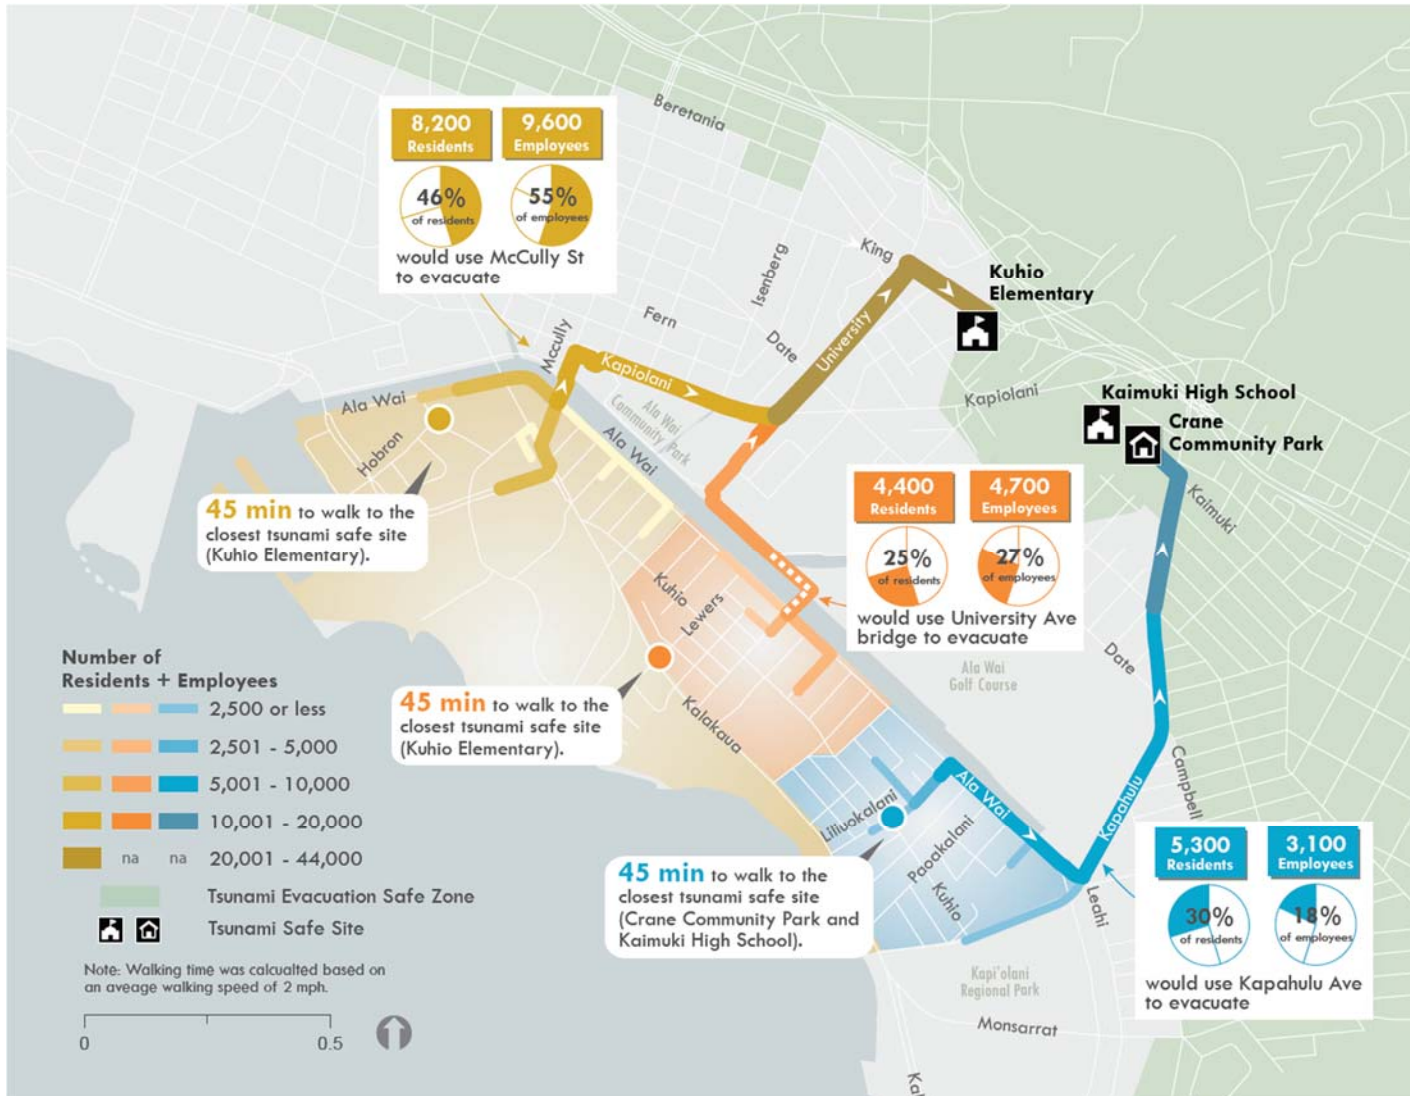 Beretania
8,200
Residents
9,600
Employees
46%
of residents
55%
of employees
would use McCully St
to evacuate
King
Isenberg
Fern
Date
Mccully
University
Kapiolani
Kuhio
Elementary
Kapiolani
Kaimuki High School
Crane
Community Park
Kaimuki
Ala Wai
Hobron
Ala Wai
Community Park
Ala Wai
45 min to walk to the
closest tsunami safe site
(Kuhio Elementary).
4,400
Residents
4,700
Employees
25%
of residents
27%
of employees
would use University Ave
bridge to evacuate
Kuhio
Lewers
Kalakaua
Ala Wai
Golf Course
Date
45 min to walk to the
closest tsunami safe site
(Kuhio Elementary).
Number of
Residents + Employees
2,500 or less
2,501 - 5,000
5,001 - 10,000
10,001 - 20,000
na na 20,001 - 44,000
Tsunami Evacuation Safe Zone
Tsunami Safe Site
Note: Walking time was calcualted based on
an aveage walking speed of 2 mph.
0 0.5
Liliuokalani
Ala Wai
Paoakalani
Kuhio
Kapahulu
Campbell
Leahi
45 min to walk to the
closest tsunami safe site
(Crane Community Park and
Kaimuki High School).
5,300
Residents
3,100
Employees
30%
of residents
18%
of employees
would use Kapahulu Ave
to evacuate
Kapi'olani
Regional Park
Monsarrat